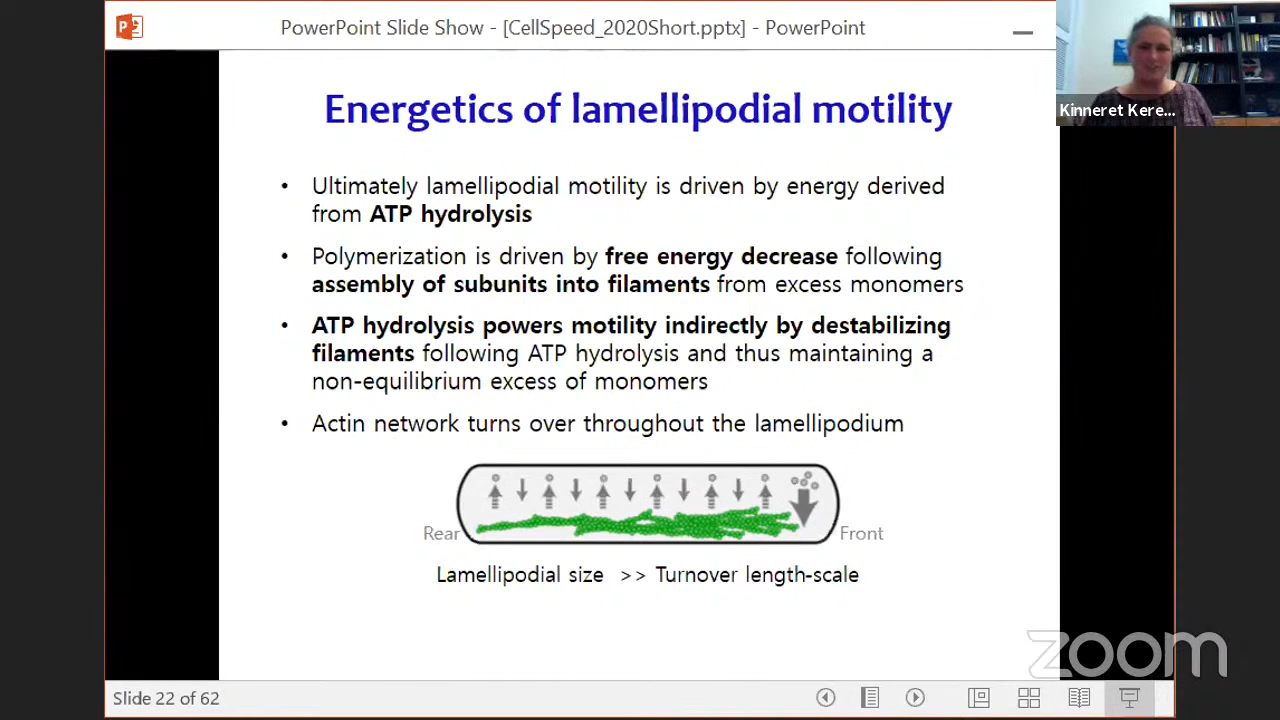 PowerPoint Slide Show - [CellSpeed_2020Short.pptx] - PowerPoint
Kinneret Kere...
Energetics of lamellipodial motility
• Ultimately lamellipodial motility is driven by energy derived
from ATP hydrolysis
• Polymerization is driven by free energy decrease following
assembly of subunits into filaments from excess monomers
• ATP hydrolysis powers motility indirectly by destabilizing
filaments following ATP hydrolysis and thus maintaining a
non-equilibrium excess of monomers
• Actin network turns over throughout the lamellipodium
Rear
Front
Lamellipodial size >> Turnover length-scale
zoom
Slide 22 of 62